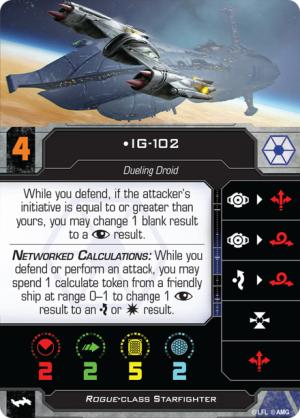 •IG-102
4
Dueling Droid
While you defend, if the attacker's
initiative is equal to or greater than
yours, you may change 1 blank result
to a result.
Networked Calculations: While you
defend or perform an attack, you may
spend 1 calculate token from a friendly
ship at range 0–1 to change 1
result to an or result.
2 2 5 2
Rogue-class Starfighter
©LFL ©AMG